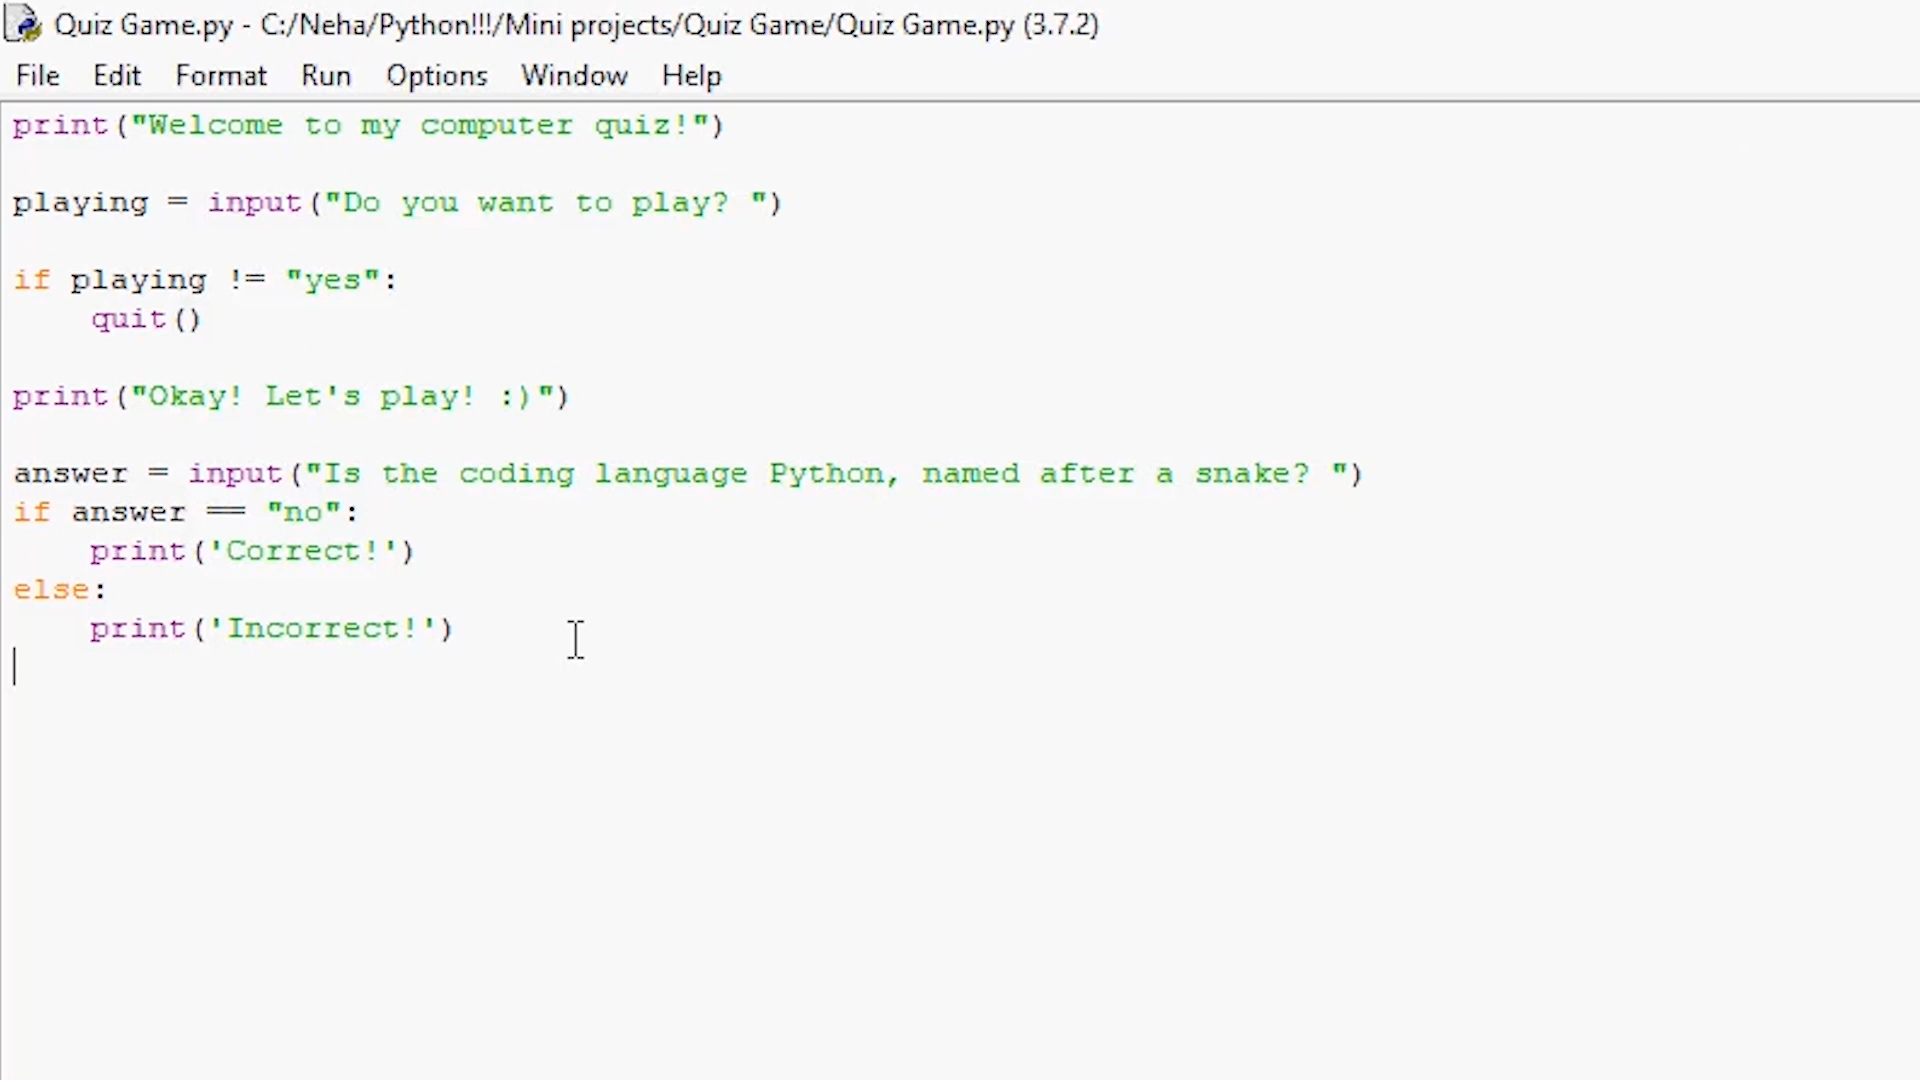 Quiz Game.py - C:/Neha/Python!!!/Mini projects/Quiz Game/Quiz Game.py (3.7.2)
File Edit Format Run Options Window Help
print("Welcome to my computer quiz!")
playing = input("Do you want to play? ")
if playing != "yes":
    quit()
print("Okay! Let's play! :)")
answer = input("Is the coding language Python, named after a snake? ")
if answer == "no":
    print('Correct!')
else:
    print('Incorrect!')